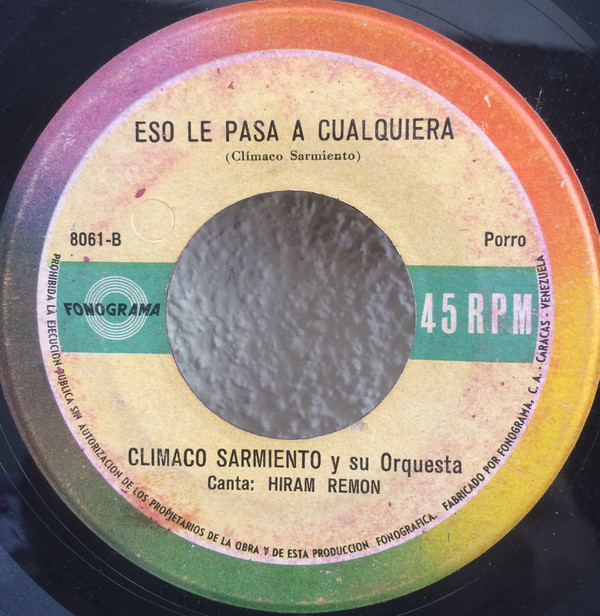 ESO LE PASA A CUALQUIERA
(Clímaco Sarmiento)
8061-B
Porro
FONOGRAMA
45 RPM
CLIMACO SARMIENTO y su Orquesta
Canta: HIRAM REMON
PROHIBIDA LA EJECUCION PUBLICA SIN AUTORIZACION DE LOS PROPIETARIOS DE LA OBRA Y DE ESTA PRODUCCION FONOGRAFICA. FABRICADO POR FONOGRAMA, C. A. - CARACAS - VENEZUELA